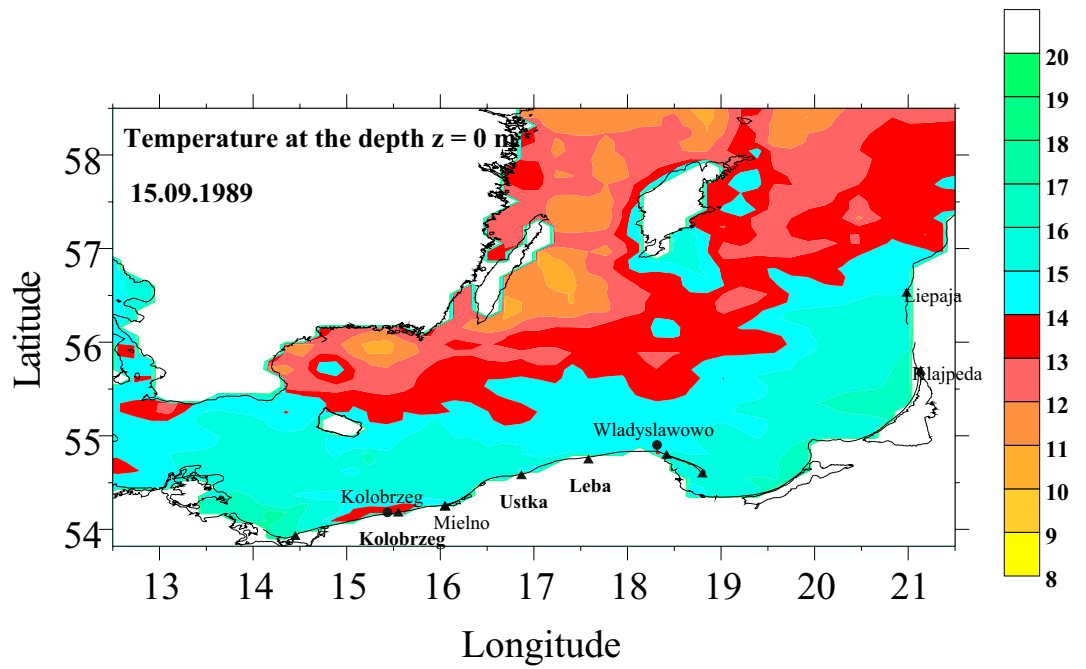 Temperature at the depth z = 0 m
15.09.1989
Latitude
58
57
56
55
54
Liepaja
Klajpeda
Wladyslawowo
Leba
Ustka
Kolobrzeg
Mielno
Kolobrzeg
13 14 15 16 17 18 19 20 21
Longitude
20
19
18
17
16
15
14
13
12
11
10
9
8